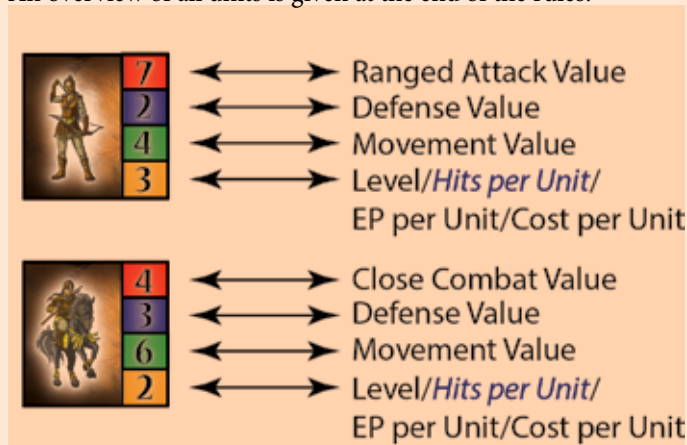 An overview of all units is given at the end of the rules.
7 Ranged Attack Value
2 Defense Value
4 Movement Value
3 Level/Hits per Unit/
EP per Unit/Cost per Unit
4 Close Combat Value
3 Defense Value
6 Movement Value
2 Level/Hits per Unit/
EP per Unit/Cost per Unit